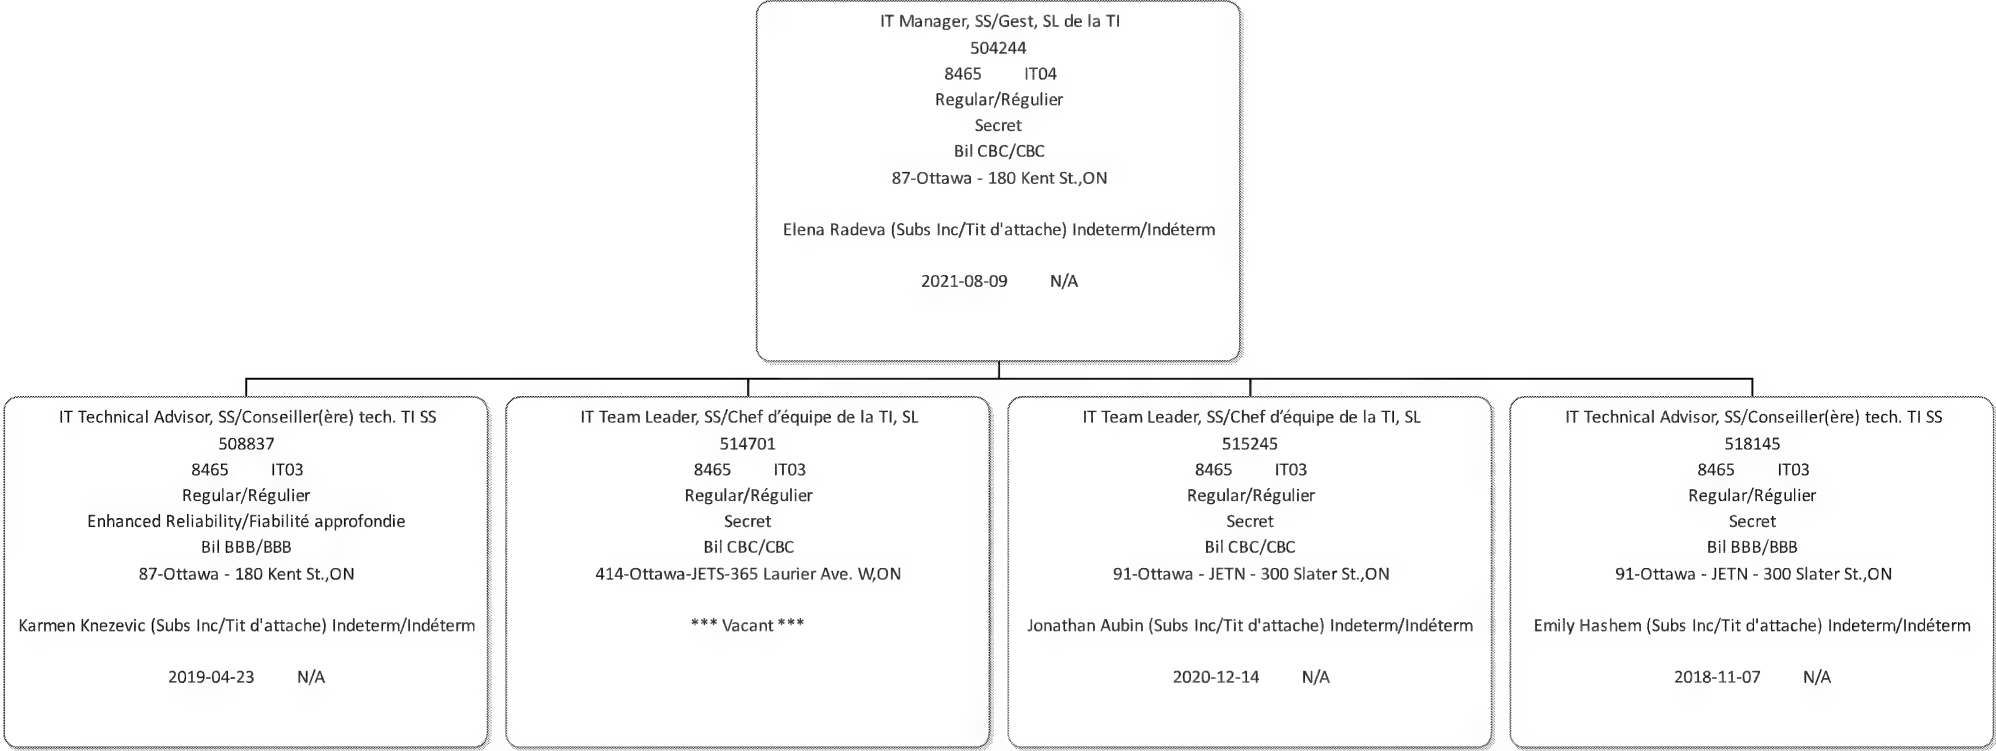 IT Manager, SS/Gest, SL de la TI
504244
8465 IT04
Regular/Régulier
Secret
Bil CBC/CBC
87-Ottawa - 180 Kent St.,ON
Elena Radeva (Subs Inc/Tit d'attache) Indeterm/Indéterm
2021-08-09 N/A
IT Technical Advisor, SS/Conseiller(ère) tech. TI SS
508837
8465 IT03
Regular/Régulier
Enhanced Reliability/Fiabilité approfondie
Bil BBB/BBB
87-Ottawa - 180 Kent St.,ON
Karmen Knezevic (Subs Inc/Tit d'attache) Indeterm/Indéterm
2019-04-23 N/A
IT Team Leader, SS/Chef d’équipe de la TI, SL
514701
8465 IT03
Regular/Régulier
Secret
Bil CBC/CBC
414-Ottawa-JETS-365 Laurier Ave. W,ON
*** Vacant ***
IT Team Leader, SS/Chef d’équipe de la TI, SL
515245
8465 IT03
Regular/Régulier
Secret
Bil CBC/CBC
91-Ottawa - JETN - 300 Slater St.,ON
Jonathan Aubin (Subs Inc/Tit d'attache) Indeterm/Indéterm
2020-12-14 N/A
IT Technical Advisor, SS/Conseiller(ère) tech. TI SS
518145
8465 IT03
Regular/Régulier
Secret
Bil BBB/BBB
91-Ottawa - JETN - 300 Slater St.,ON
Emily Hashem (Subs Inc/Tit d'attache) Indeterm/Indéterm
2018-11-07 N/A